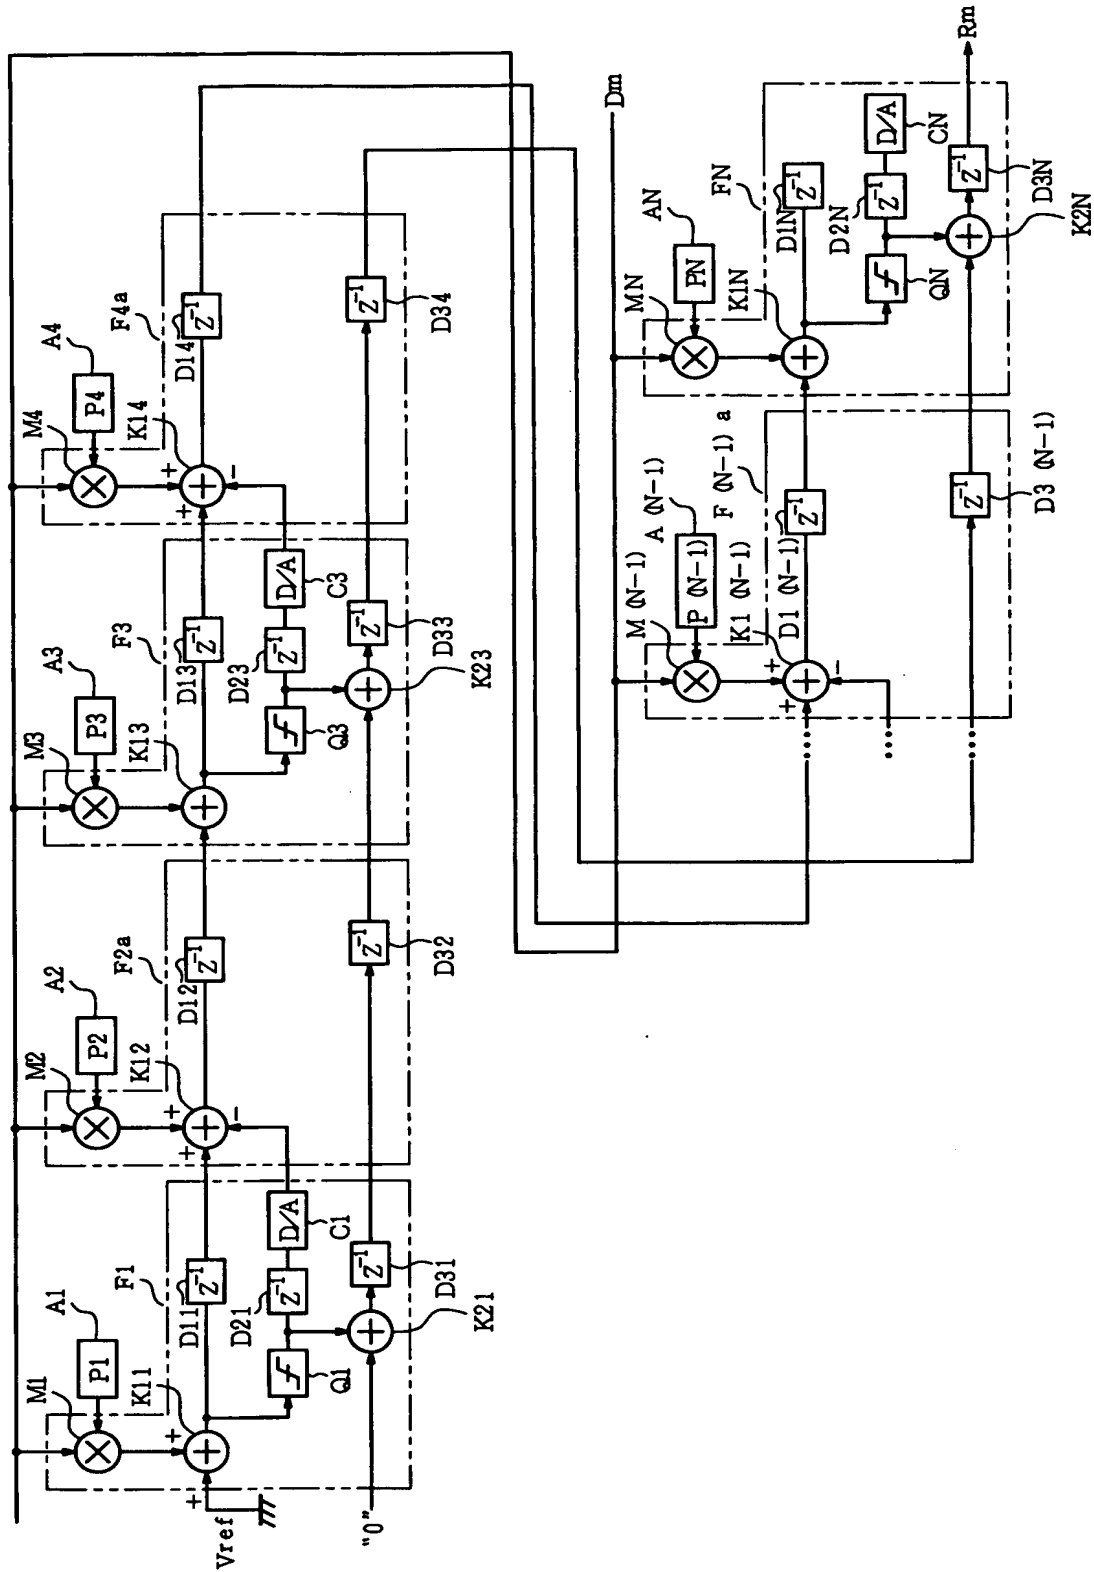 A1
M1
P1
K11
F1
D11
Z⁻¹
D21
Z⁻¹
D/A
C1
Q1
Z⁻¹
D31
K21
Vref
+
+
"0"
A2
M2
P2
K12
F2a
D12
Z⁻¹
+
+
−
Z⁻¹
D32
A3
M3
P3
K13
F3
D13
Z⁻¹
D23
Z⁻¹
D/A
C3
Q3
Z⁻¹
D33
K23
A4
M4
P4
K14
F4a
D14
Z⁻¹
+
+
−
Z⁻¹
D34
Dm
M (N-1)
A (N-1)
P (N-1)
K1 (N-1)
F (N-1) a
D1 (N-1)
Z⁻¹
+
+
−
Z⁻¹
D3 (N-1)
AN
MN
PN
K1N
FN
D1N
Z⁻¹
D2N
Z⁻¹
D/A
CN
QN
Z⁻¹
D3N
K2N
Rm